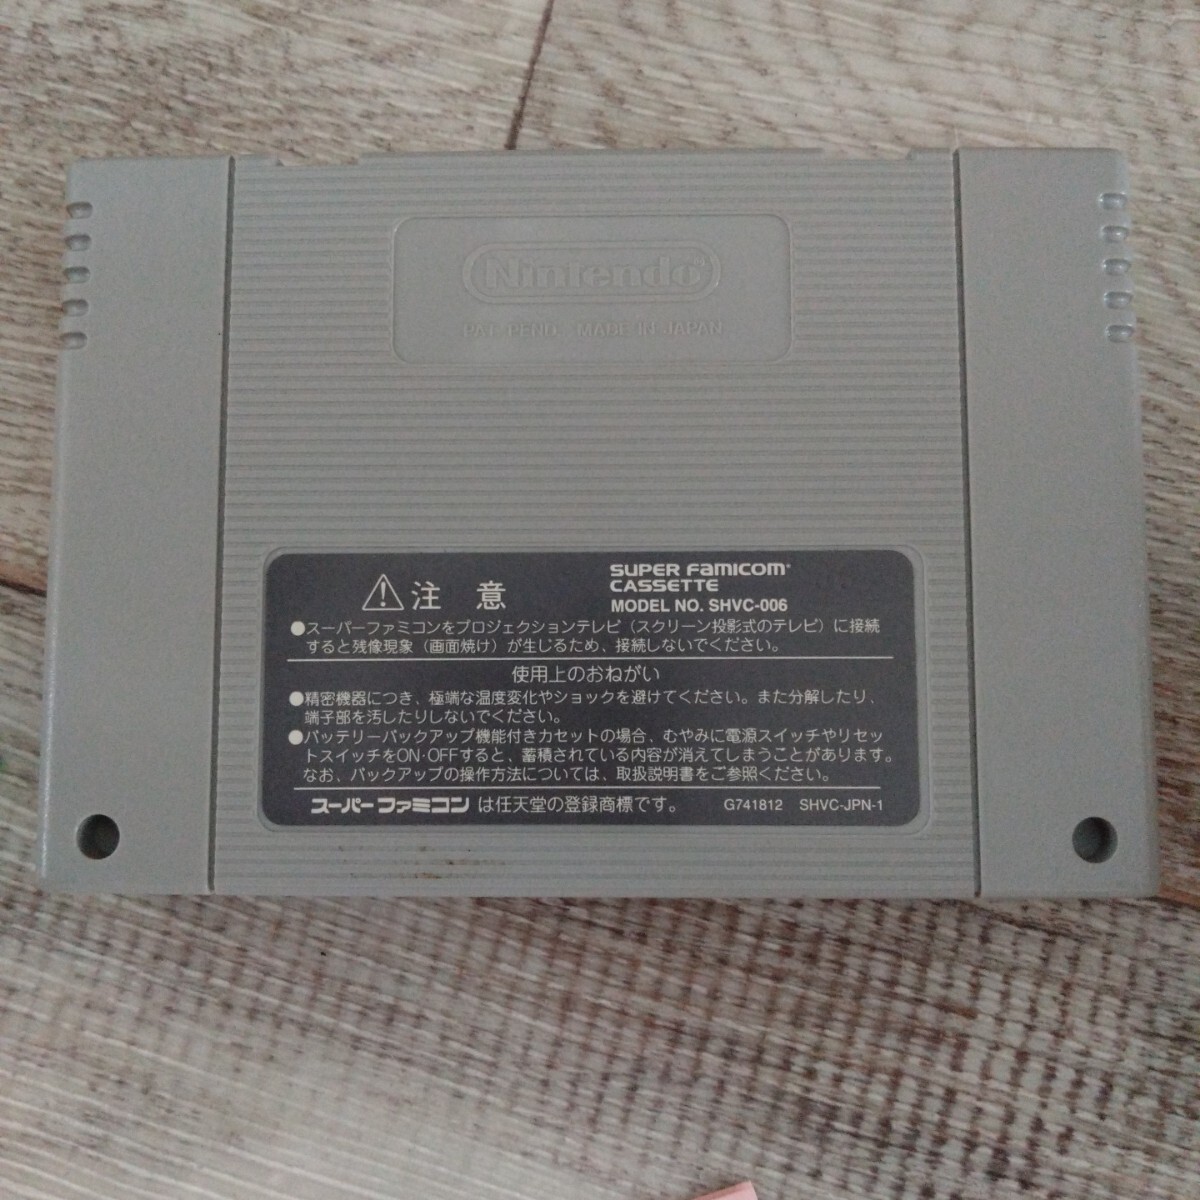 Nintendo
PAT. PEND. MADE IN JAPAN
注意
SUPER FAMICOM
CASSETTE
MODEL NO. SHVC-006
●スーパーファミコンをプロジェクションテレビ（スクリーン投影式のテレビ）に接続
すると残像現象（画面焼け）が生じるため、接続しないでください。
使用上のおねがい
●精密機器につき、極端な温度変化やショックを避けてください。また分解したり、
端子部を汚したりしないでください。
●バッテリーバックアップ機能付きカセットの場合、むやみに電源スイッチやリセッ
トスイッチをON・OFFすると、蓄積されている内容が消えてしまうことがあります。
なお、バックアップの操作方法については、取扱説明書をご参照ください。
スーパーファミコン は任天堂の登録商標です。
G741812 SHVC-JPN-1